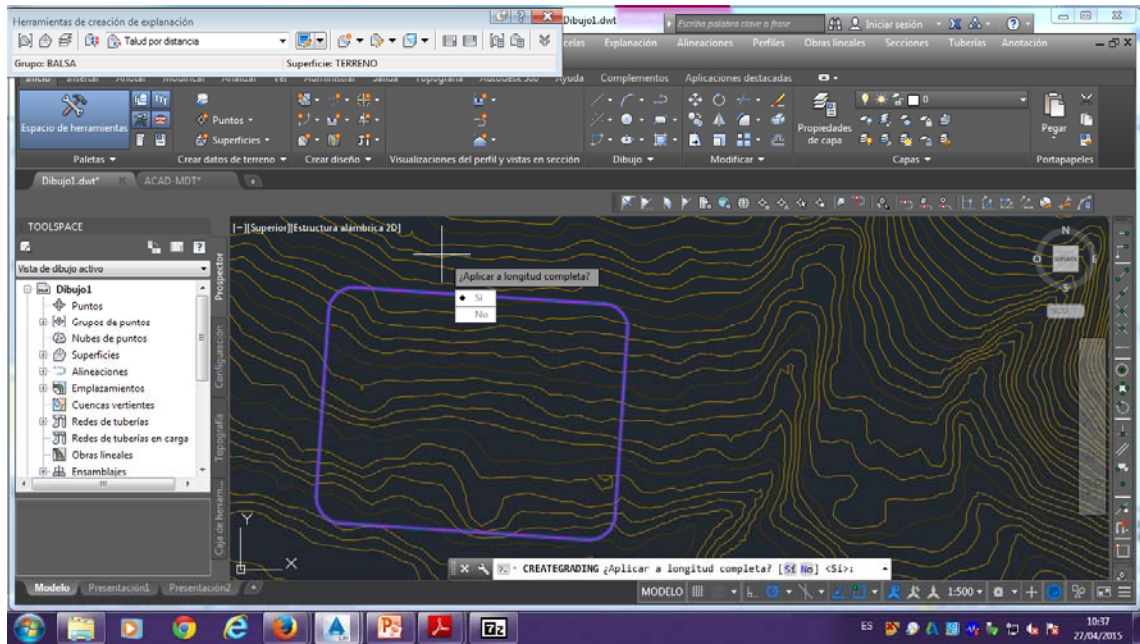 Herramientas de creación de explanación
Dibujo1.dwt
Escriba palabra clave o frase
Iniciar sesión
Talud por distancia
Grupo: BALSA
Superficie: TERRENO
Explanación Alineaciones Perfiles Obras lineales Secciones Tuberías Anotación
Ayuda Complementos Aplicaciones destacadas
Espacio de herramientas
Puntos
Superficies
Propiedades de capa
0
Pegar
Paletas
Crear datos de terreno
Crear diseño
Visualizaciones del perfil y vistas en sección
Dibujo
Modificar
Capas
Portapapeles
Dibujo1.dwt*
ACAD-MDT*
TOOLSPACE
[-][Superior][Estructura alámbrica 2D]
Vista de dibujo activo
Dibujo1
Puntos
Grupos de puntos
Nubes de puntos
Superficies
Alineaciones
Emplazamientos
Cuencas vertientes
Redes de tuberías
Redes de tuberías en carga
Obras lineales
Ensamblajes
Prospector
Configuración
Topografía
Caja de herram...
¿Aplicar a longitud completa?
Sí
No
N
O
SUPERIOR
E
S
SCU
Y
X
CREATEGRADING ¿Aplicar a longitud completa? [Sí No] <Sí>:
Modelo Presentación1 Presentación2
MODELO
1:500
ES
10:37
27/04/2015